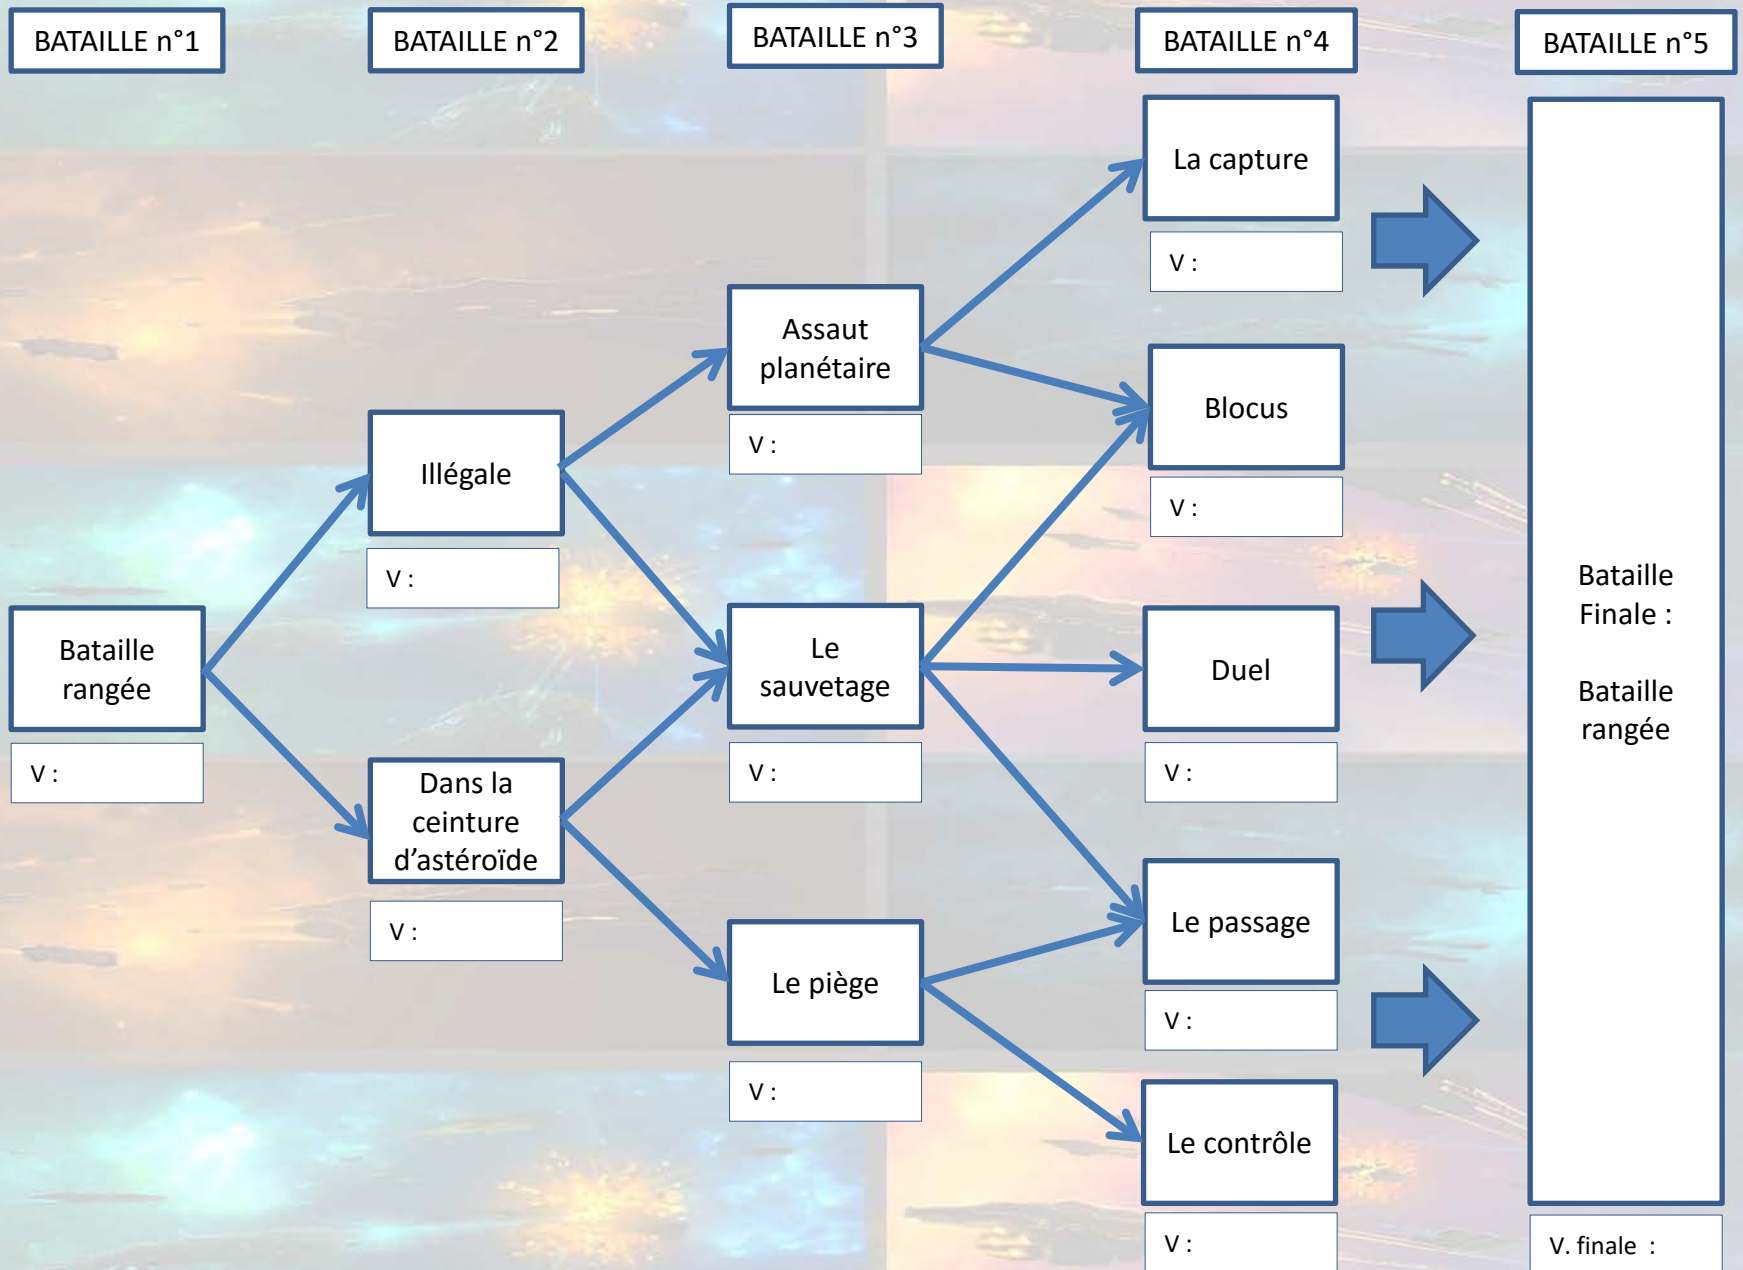 BATAILLE n°1
BATAILLE n°2
BATAILLE n°3
BATAILLE n°4
BATAILLE n°5
Bataille
rangée
V :
Illégale
V :
Dans la
ceinture
d'astéroïde
V :
Assaut
planétaire
V :
Le
sauvetage
V :
Le piège
V :
La capture
V :
Blocus
V :
Duel
V :
Le passage
V :
Le contrôle
V :
Bataille
Finale :
Bataille
rangée
V. finale :